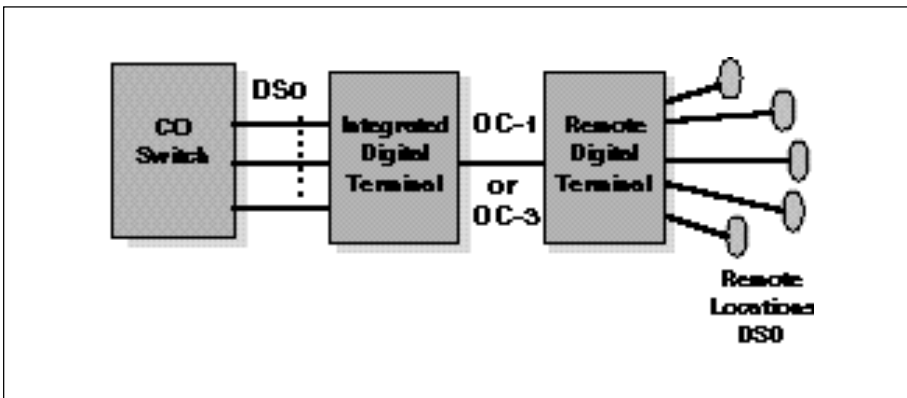 CO
Switch
DS0
Integrated
Digital
Terminal
OC-1
or
OC-3
Remote
Digital
Terminal
Remote
Locations
DS0